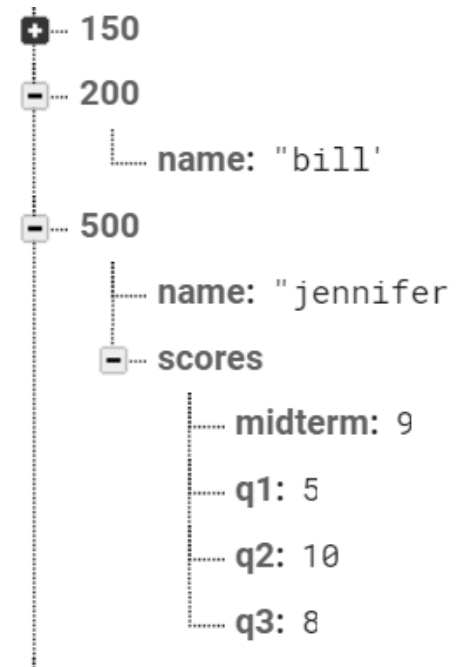 150
200
name: "bill'
500
name: "jennifer
scores
midterm: 9
q1: 5
q2: 10
q3: 8